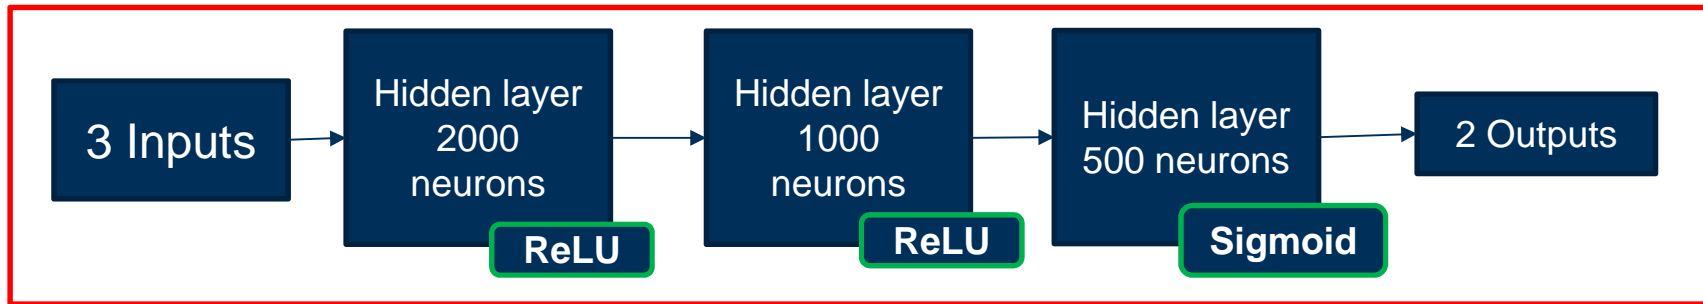 3 Inputs
Hidden layer
2000
neurons
ReLU
Hidden layer
1000
neurons
ReLU
Hidden layer
500 neurons
Sigmoid
2 Outputs